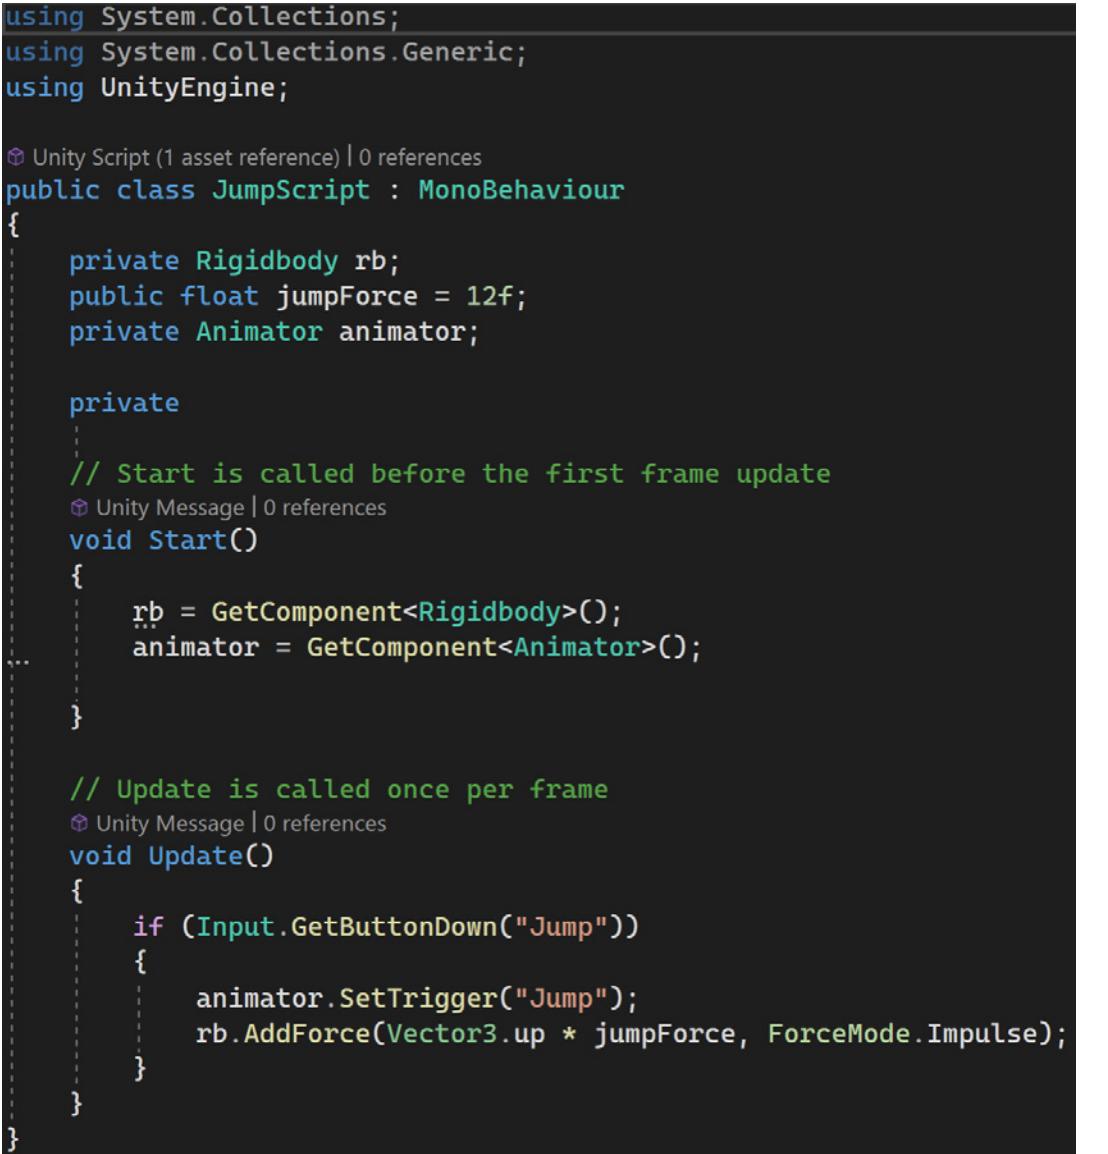 using System.Collections;
using System.Collections.Generic;
using UnityEngine;
Unity Script (1 asset reference) | 0 references
public class JumpScript : MonoBehaviour
{
private Rigidbody rb;
public float jumpForce = 12f;
private Animator animator;
private
// Start is called before the first frame update
Unity Message | 0 references
void Start()
{
rb = GetComponent<Rigidbody>();
animator = GetComponent<Animator>();
}
// Update is called once per frame
Unity Message | 0 references
void Update()
{
if (Input.GetButtonDown("Jump"))
{
animator.SetTrigger("Jump");
rb.AddForce(Vector3.up * jumpForce, ForceMode.Impulse);
}
}
}